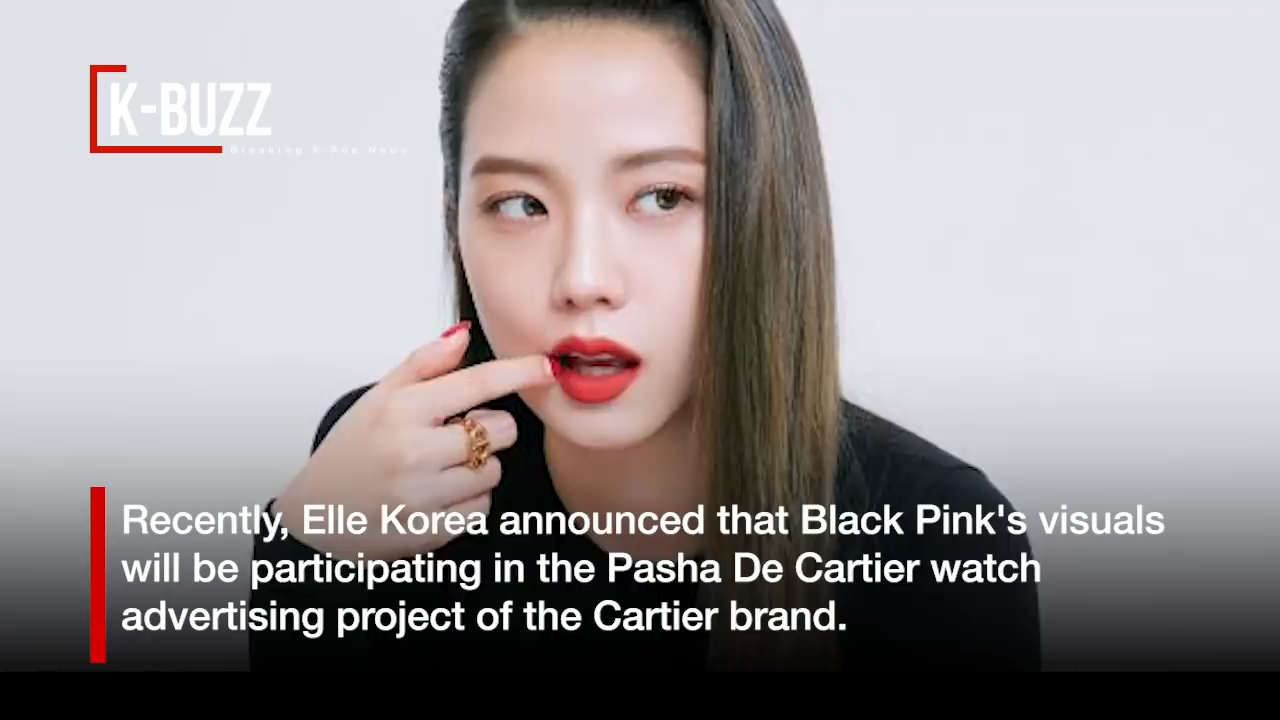 K-BUZZ
Breaking K-Pop News
Recently, Elle Korea announced that Black Pink's visuals
will be participating in the Pasha De Cartier watch
advertising project of the Cartier brand.